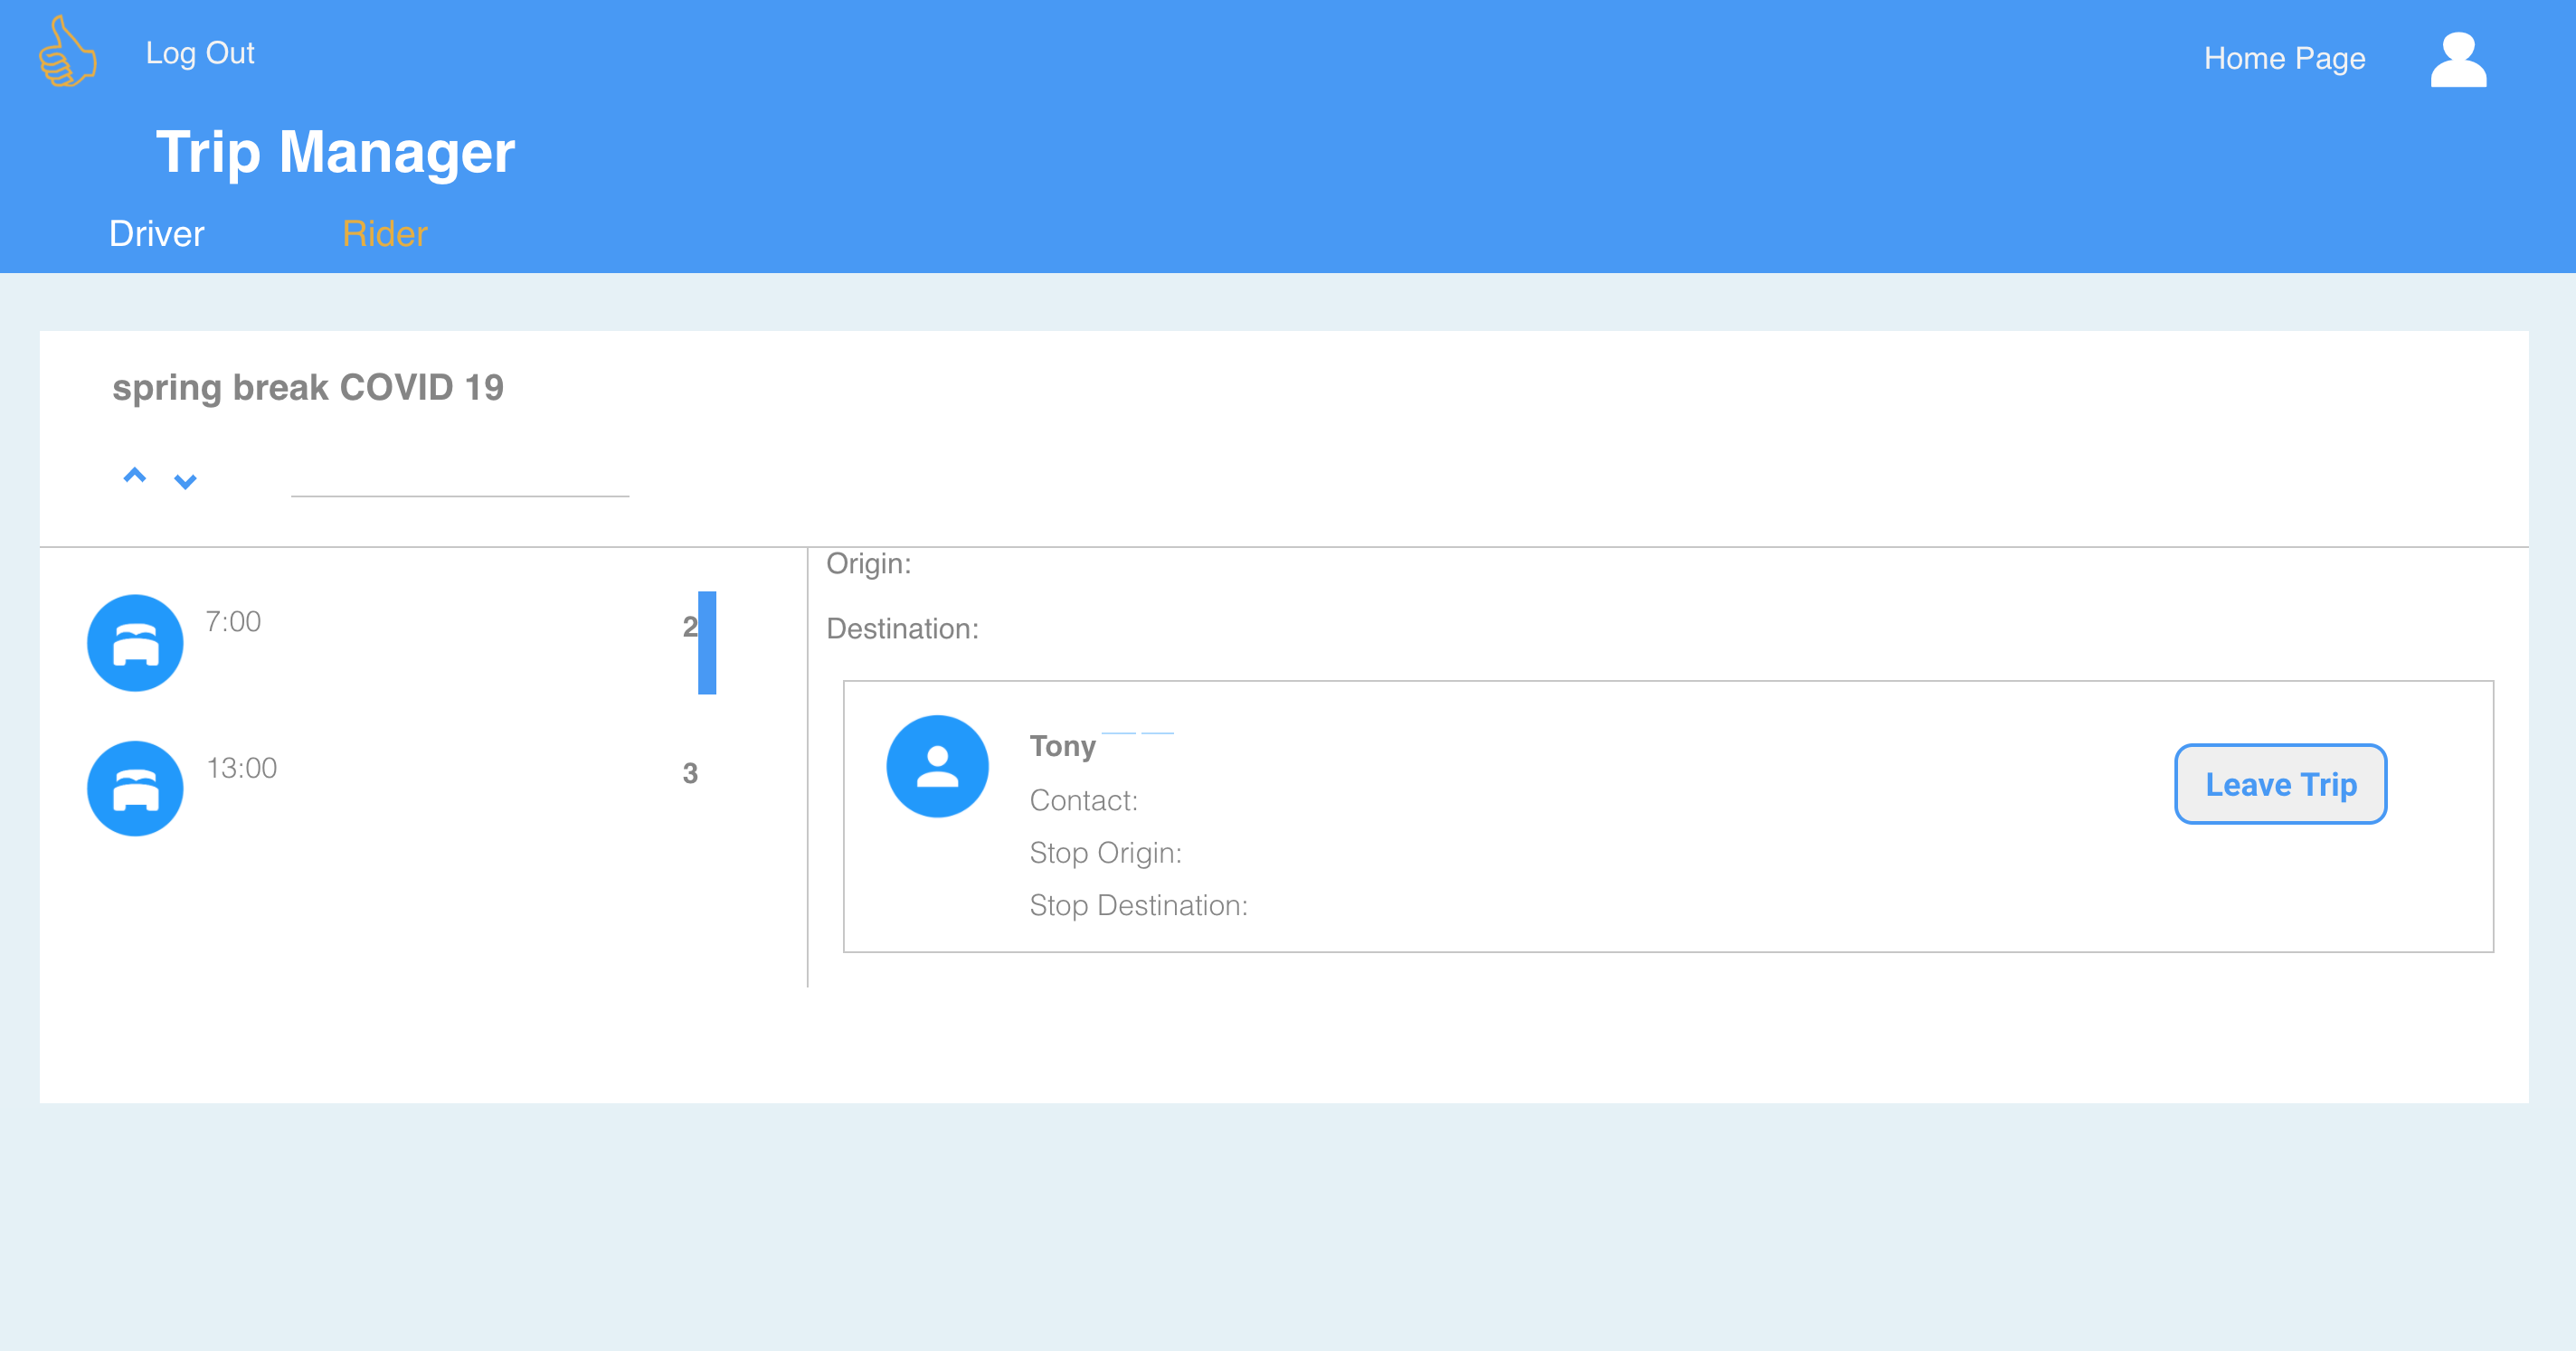 Log Out
Home Page
Trip Manager
Driver
Rider
spring break COVID 19
7:00
2
13:00
3
Origin:
Destination:
Tony
Contact:
Stop Origin:
Stop Destination:
Leave Trip